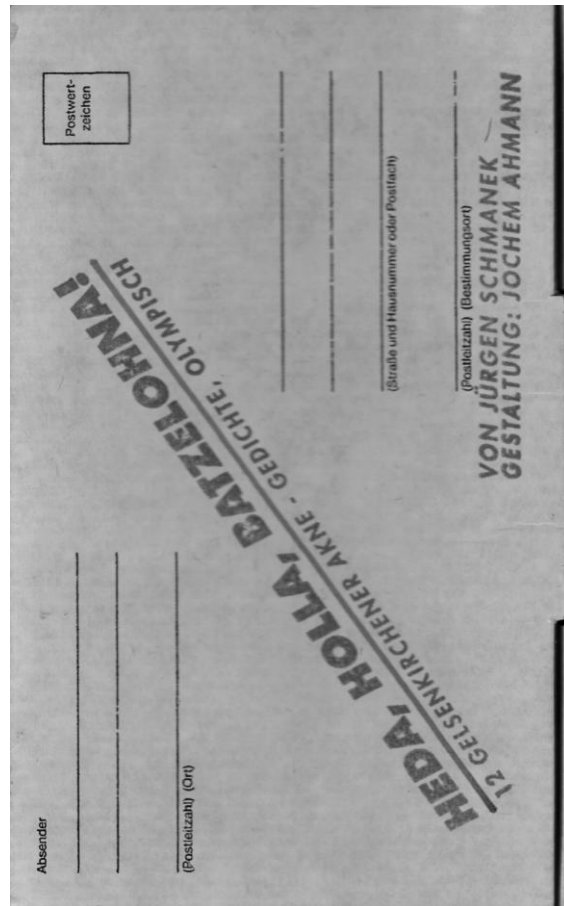 Absender
(Postleitzahl) (Ort)
Postwert-
zeichen
HEDA, HOLLA, BATZELOHNA!
12 GELSENKIRCHENER AKNE - GEDICHTE, OLYMPISCH
(Straße und Hausnummer oder Postfach)
(Postleitzahl) (Bestimmungsort)
VON JÜRGEN SCHIMANEK
GESTALTUNG: JOCHEM AHMANN